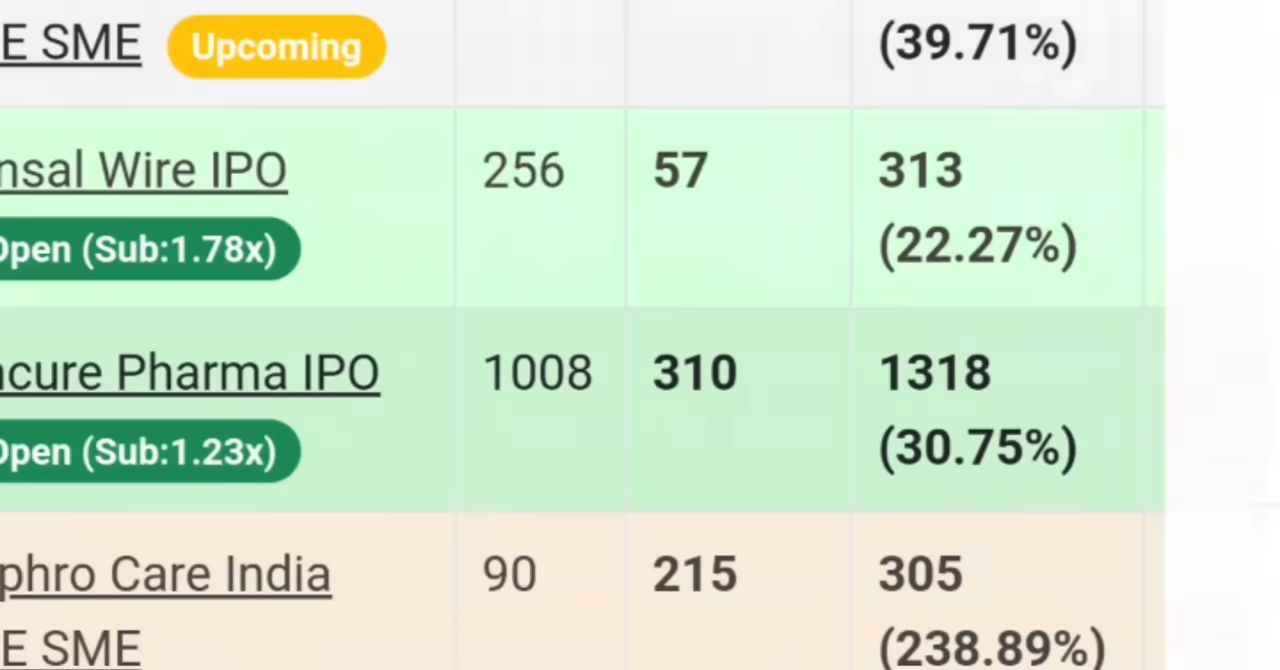 E SME Upcoming (39.71%)
nsal Wire IPO 256 57 313
Open (Sub:1.78x) (22.27%)
cure Pharma IPO 1008 310 1318
Open (Sub:1.23x) (30.75%)
phro Care India 90 215 305
E SME (238.89%)